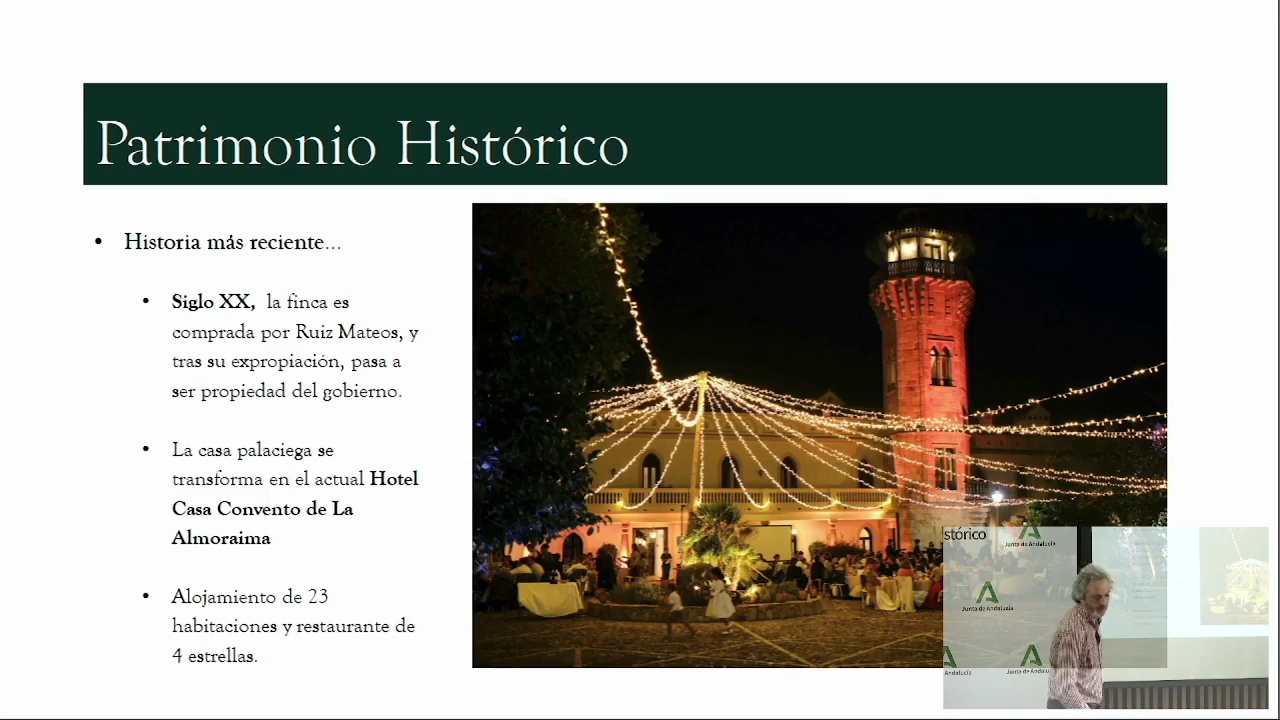 Patrimonio Histórico
• Historia más reciente...
• Siglo XX, la finca es
comprada por Ruiz Mateos, y
tras su expropiación, pasa a
ser propiedad del gobierno.
• La casa palaciega se
transforma en el actual Hotel
Casa Convento de La
Almoraima
• Alojamiento de 23
habitaciones y restaurante de
4 estrellas.
stórico
Junta de Andalucía
Junta de Andalucía
de Andalucía
Junta de Andaluc